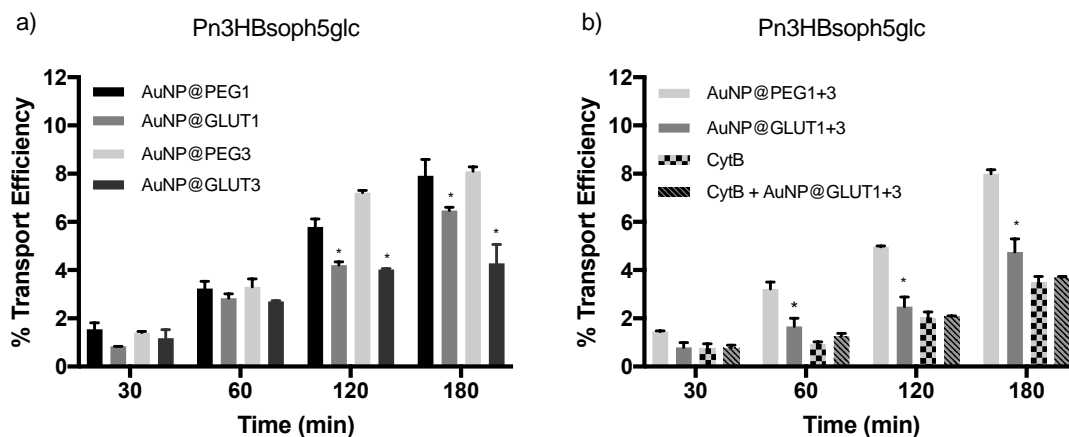 a)
Pn3HBsoph5glc
% Transport Efficiency
12
10
8
6
4
2
0
AuNP@PEG1
AuNP@GLUT1
AuNP@PEG3
AuNP@GLUT3
* * * *
30 60 120 180
Time (min)
b)
Pn3HBsoph5glc
% Transport Efficiency
12
10
8
6
4
2
0
AuNP@PEG1+3
AuNP@GLUT1+3
CytB
CytB + AuNP@GLUT1+3
* * *
30 60 120 180
Time (min)